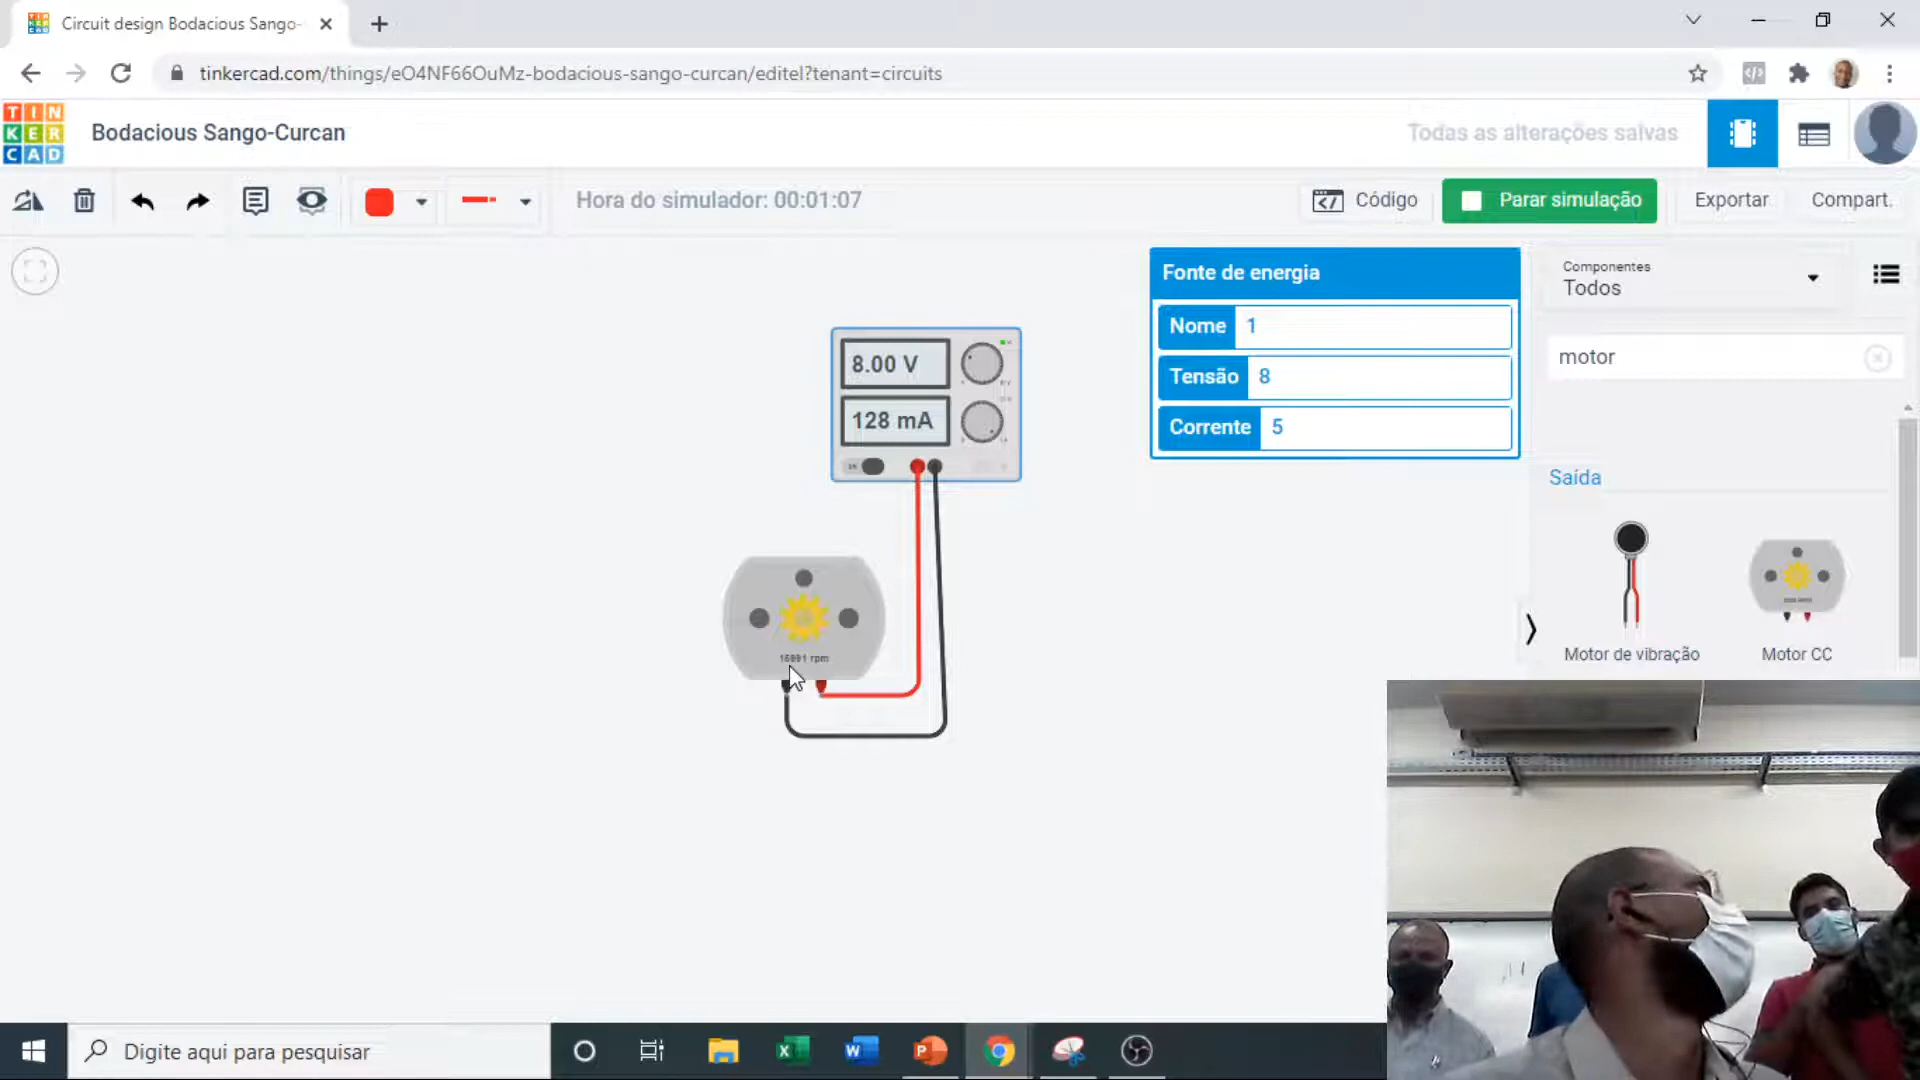 Circuit design Bodacious Sango-
tinkercad.com/things/eO4NF66OuMz-bodacious-sango-curcan/editel?tenant=circuits
TIN
KER
CAD
Bodacious Sango-Curcan
Todas as alterações salvas
Hora do simulador: 00:01:07
Código
Parar simulação
Exportar
Compart.
Fonte de energia
Nome 1
Tensão 8
Corrente 5
Componentes
Todos
motor
Saída
Motor de vibração
Motor CC
8.00 V
128 mA
rpm
Digite aqui para pesquisar